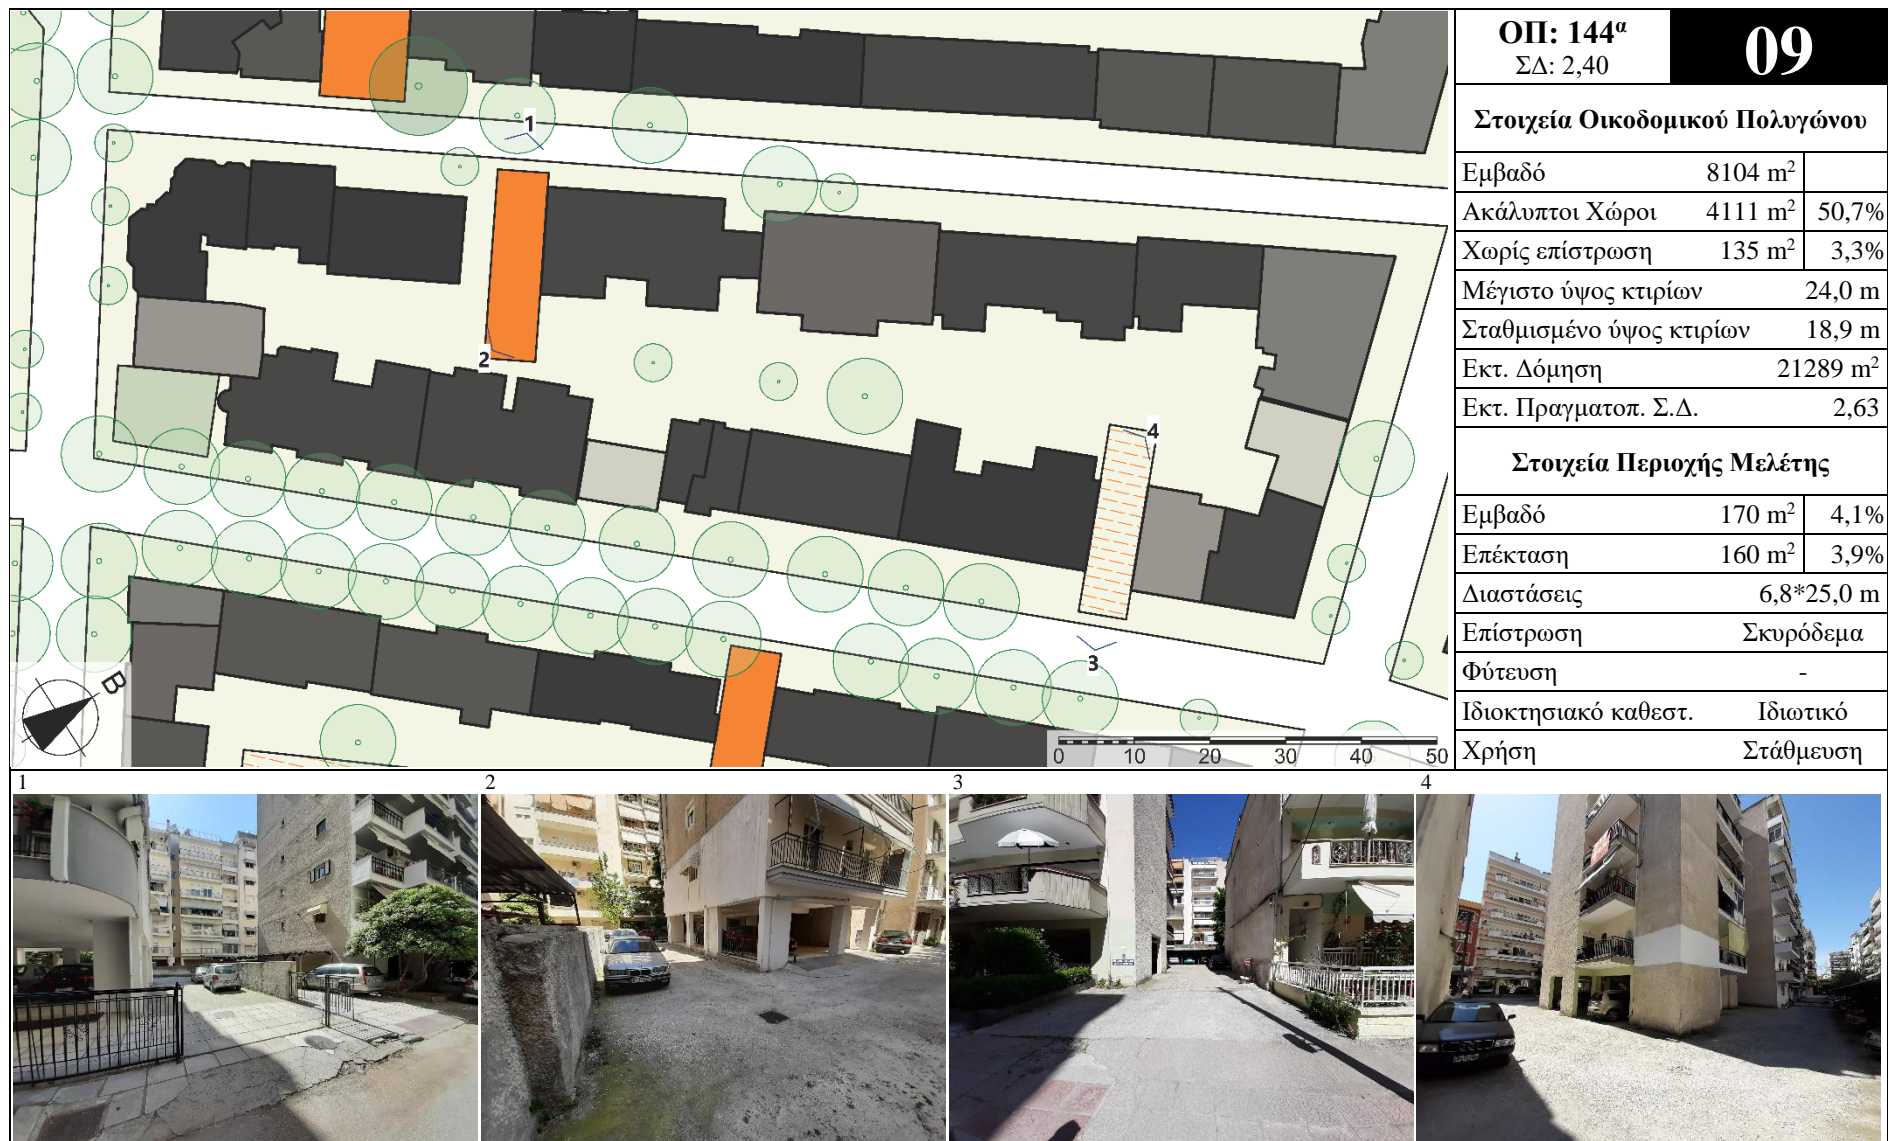 ΟΠ: 144α
ΣΔ: 2,40
09
Στοιχεία Οικοδομικού Πολυγώνου
Εμβαδό 8104 m²
Ακάλυπτοι Χώροι 4111 m² 50,7%
Χωρίς επίστρωση 135 m² 3,3%
Μέγιστο ύψος κτιρίων 24,0 m
Σταθμισμένο ύψος κτιρίων 18,9 m
Εκτ. Δόμηση 21289 m²
Εκτ. Πραγματοπ. Σ.Δ. 2,63
Στοιχεία Περιοχής Μελέτης
Εμβαδό 170 m² 4,1%
Επέκταση 160 m² 3,9%
Διαστάσεις 6,8*25,0 m
Επίστρωση Σκυρόδεμα
Φύτευση -
Ιδιοκτησιακό καθεστ. Ιδιωτικό
Χρήση Στάθμευση
1
2
4
3
Β
0 10 20 30 40 50
1 2 3 4